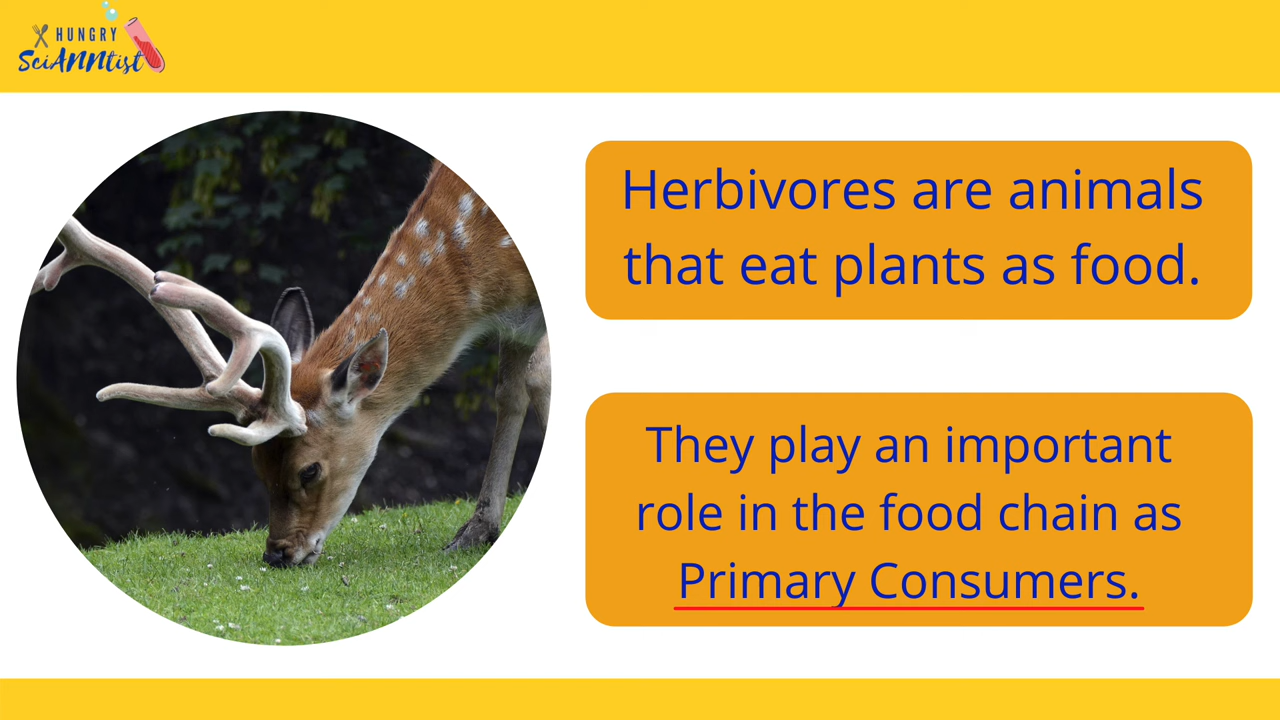 HUNGRY
SciANNtist
Herbivores are animals
that eat plants as food.
They play an important
role in the food chain as
Primary Consumers.